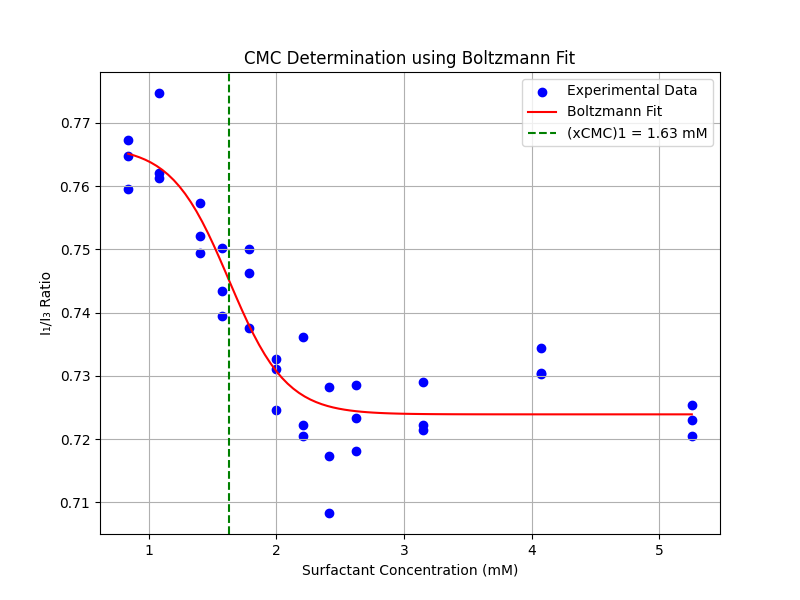 CMC Determination using Boltzmann Fit
Experimental Data
Boltzmann Fit
(xCMC)1 = 1.63 mM
0.77
0.76
0.75
0.74
0.73
0.72
0.71
I₁/I₃ Ratio
1 2 3 4 5
Surfactant Concentration (mM)